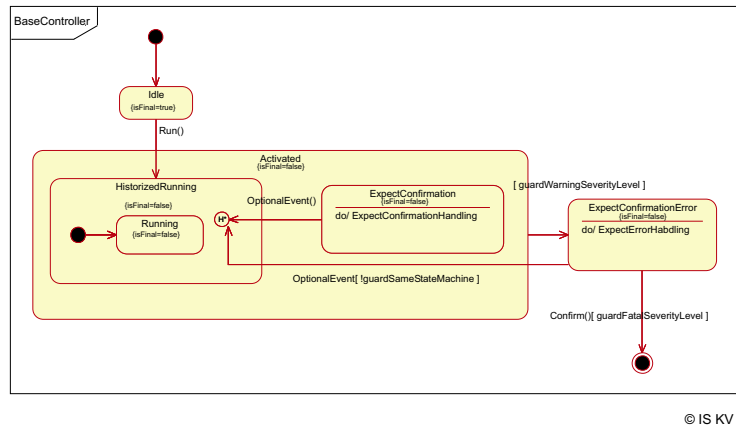 BaseController
Idle
{isFinal=true}
Run()
Activated
{isFinal=false}
HistorizedRunning
{isFinal=false}
Running
{isFinal=false}
H*
OptionalEvent()
ExpectConfirmation
{isFinal=false}
do/ ExpectConfirmationHandling
[ guardWarningSeverityLevel]
ExpectConfirmationError
{isFinal=false}
do/ ExpectErrorHabdling
OptionalEvent[ !guardSameStateMachine ]
Confirm()[ guardFatalSeverityLevel ]
© IS KV